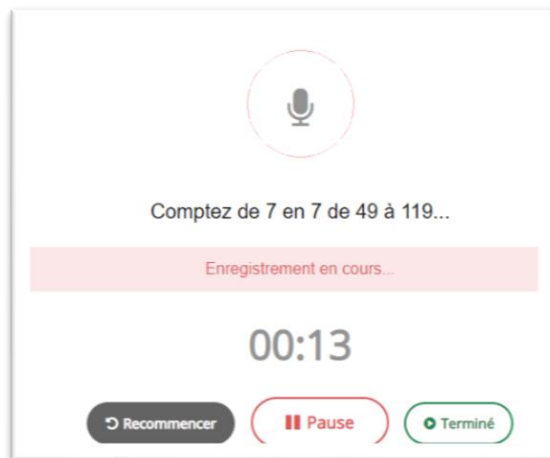 Comptez de 7 en 7 de 49 à 119...
Enregistrement en cours...
00:13
Recommencer
Pause
Terminé